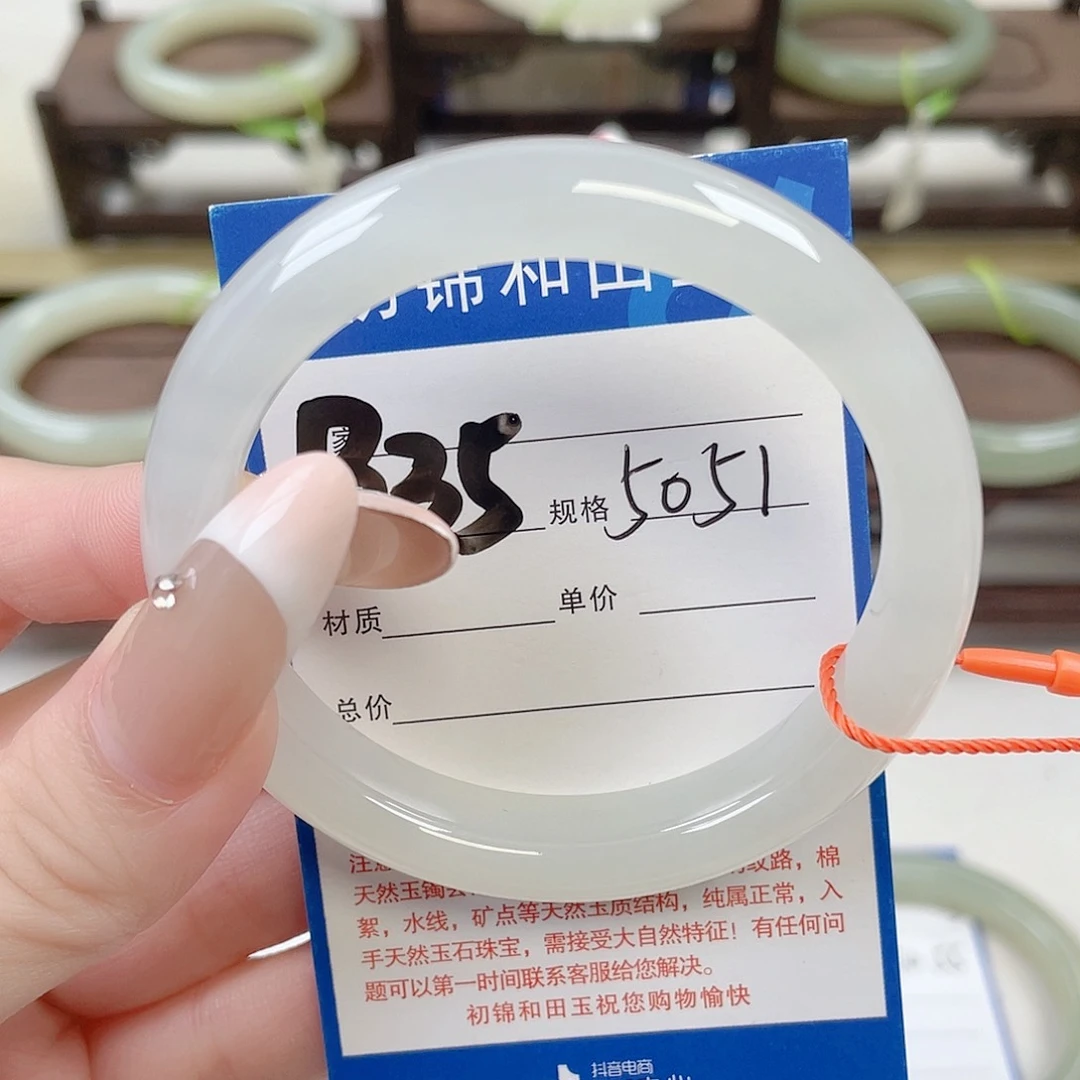 锦和田
B35 规格 5051
材质 单价
总价
纹路，棉
天然玉镯
絮，水线，矿点等天然玉质结构，纯属正常，入
手天然玉石珠宝，需接受大自然特征！有任何问
题可以第一时间联系客服给您解决。
初锦和田玉祝您购物愉快
抖音电商